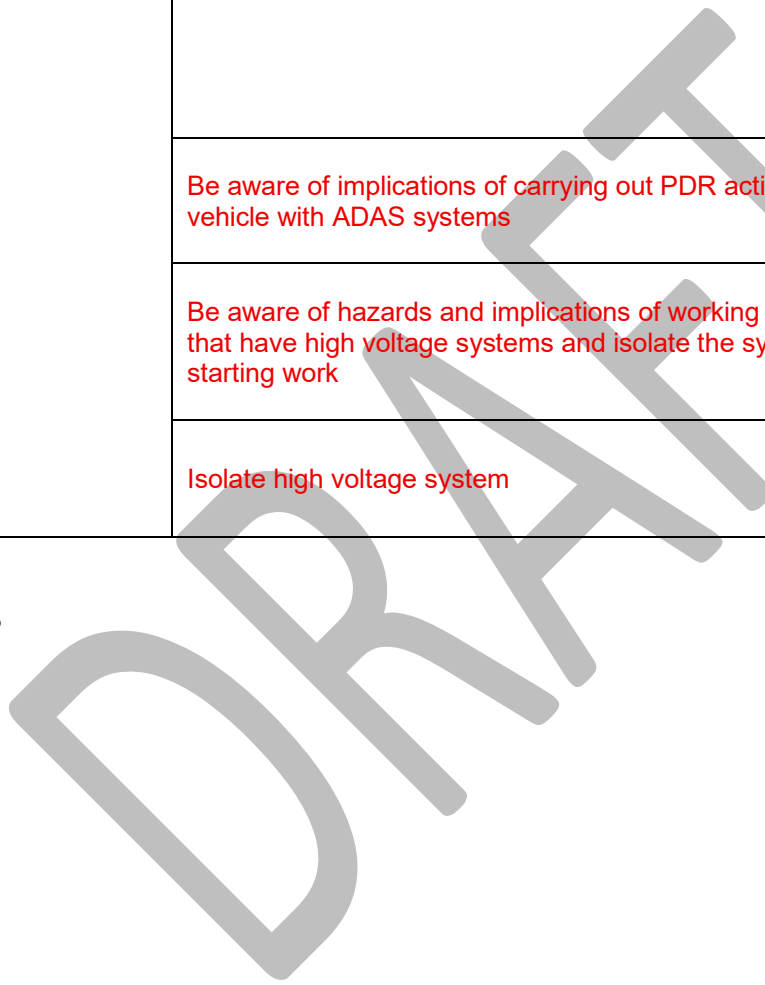 Be aware of implications of carrying out PDR acti
vehicle with ADAS systems
Be aware of hazards and implications of working
that have high voltage systems and isolate the sy
starting work
Isolate high voltage system
DRAFT